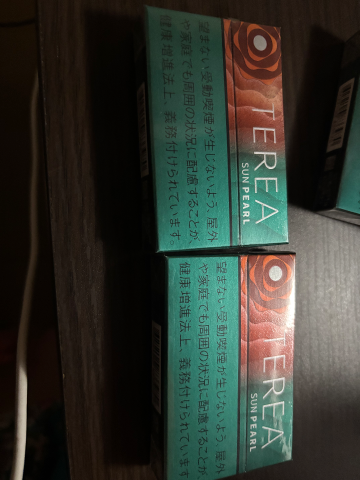 TEREA
SUN PEARL
望まない受動喫煙が生じないよう、屋外
や家庭でも周囲の状況に配慮することが、
健康増進法上、義務付けられています。
TEREA
SUN PEARL
望まない受動喫煙が生じないよう、屋外
や家庭でも周囲の状況に配慮することが、
健康増進法上、義務付けられています